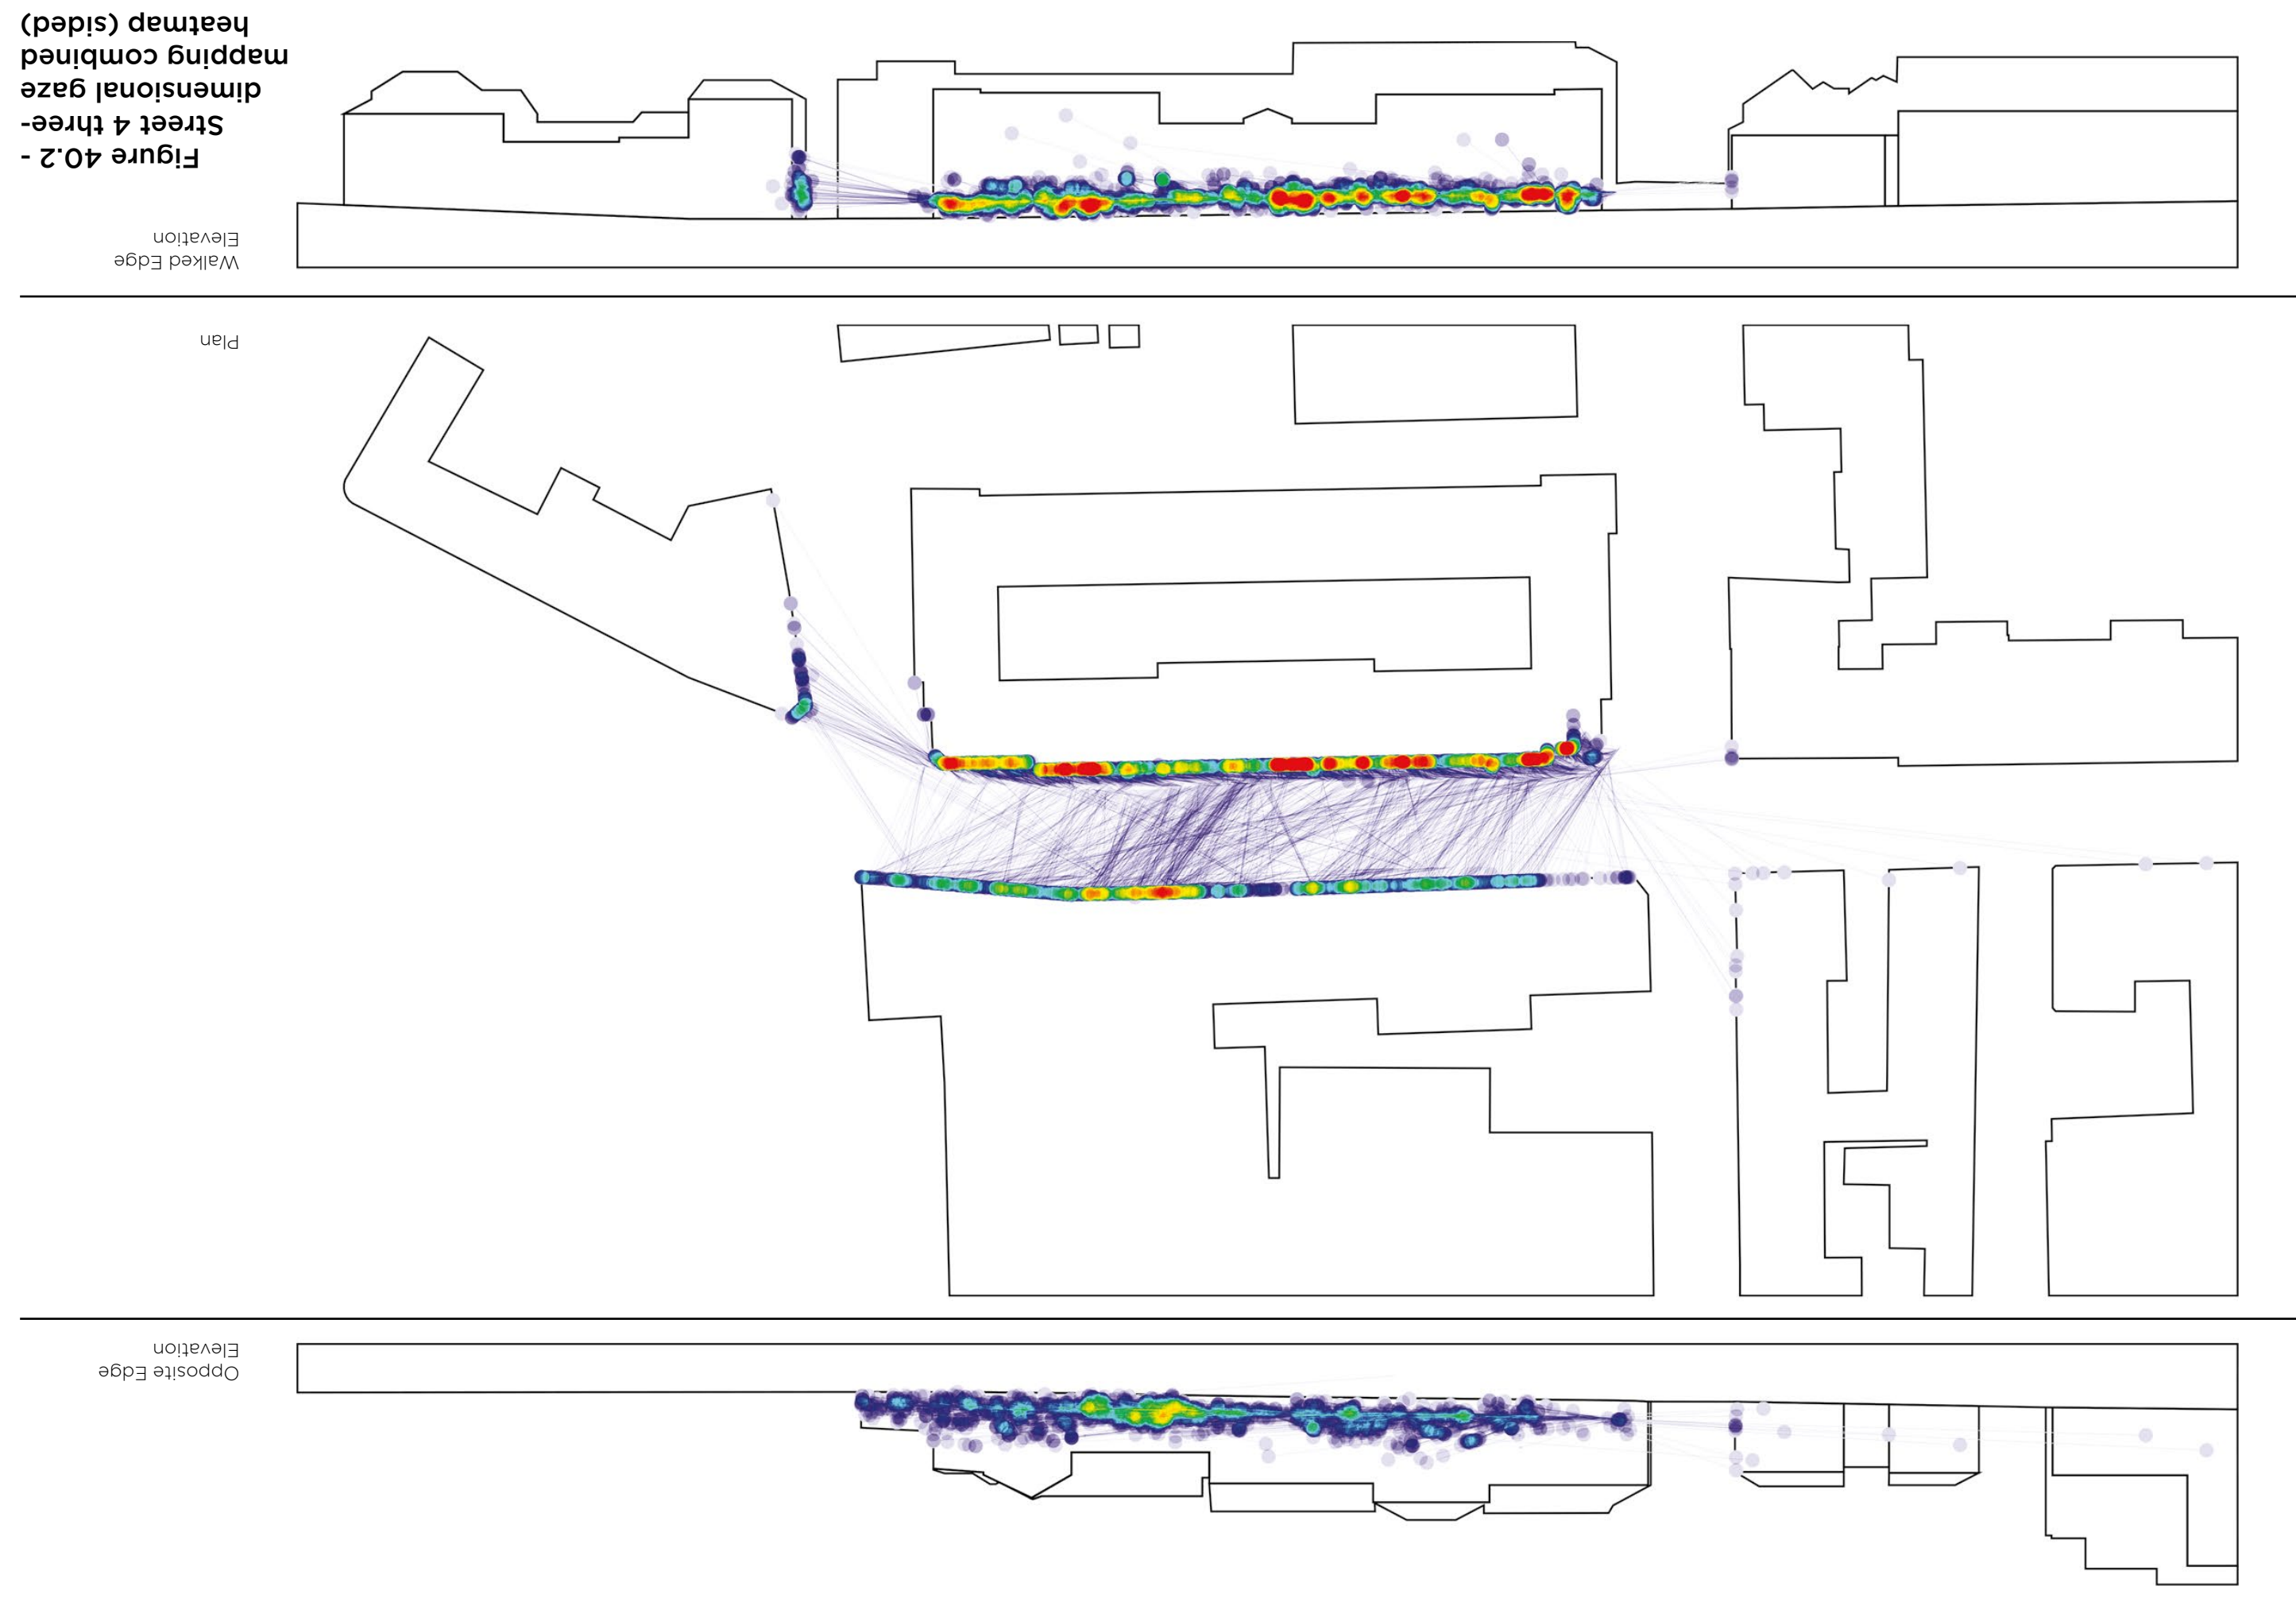 Figure 40.2 -
Street 4 three-
dimensional gaze
mapping combined
heatmap (sided)
Walked Edge
Elevation
Plan
Opposite Edge
Elevation